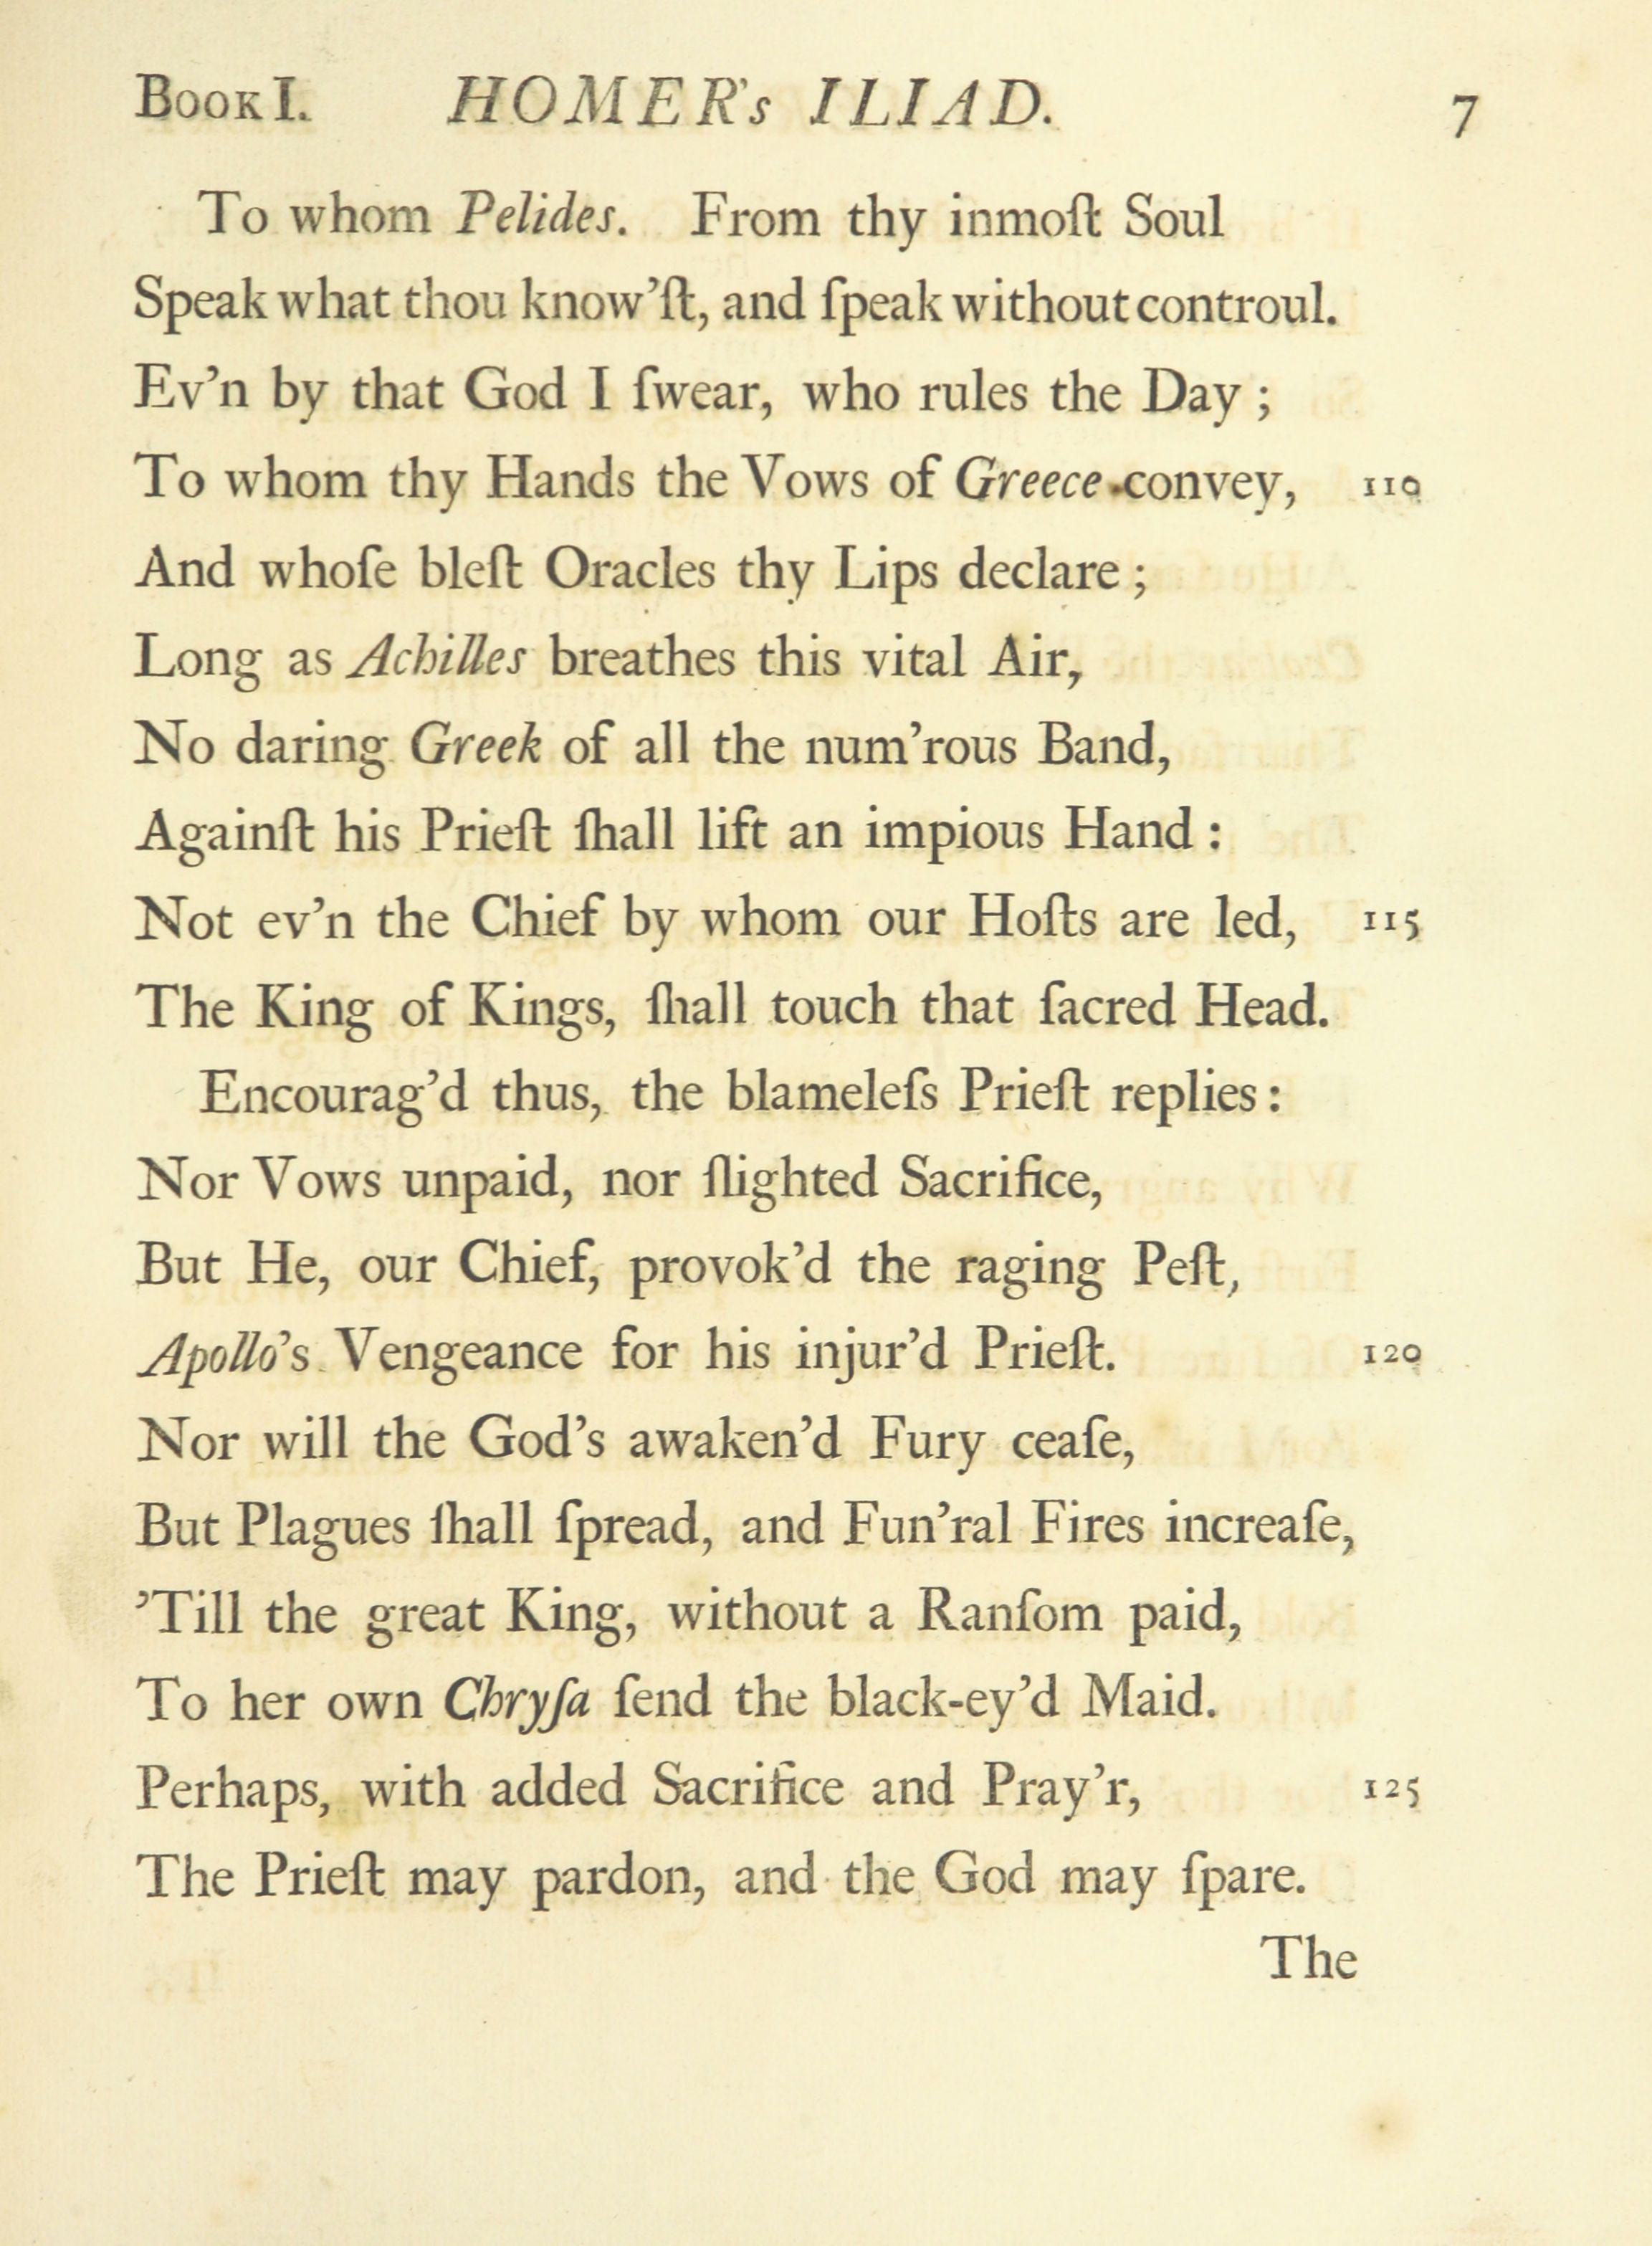 Book I. HOMER's ILIAD. 7
To whom Pelides. From thy inmoſt Soul
Speak what thou know'ſt, and ſpeak without controul.
Ev'n by that God I ſwear, who rules the Day ;
To whom thy Hands the Vows of Greece convey, 110
And whoſe bleſt Oracles thy Lips declare ;
Long as Achilles breathes this vital Air,
No daring Greek of all the num'rous Band,
Againſt his Prieſt ſhall lift an impious Hand :
Not ev'n the Chief by whom our Hoſts are led, 115
The King of Kings, ſhall touch that ſacred Head.
Encourag'd thus, the blameleſs Prieſt replies :
Nor Vows unpaid, nor ſlighted Sacrifice,
But He, our Chief, provok'd the raging Peſt,
Apollo's Vengeance for his injur'd Prieſt. 120
Nor will the God's awaken'd Fury ceaſe,
But Plagues ſhall ſpread, and Fun'ral Fires increaſe,
'Till the great King, without a Ranſom paid,
To her own Chryſa ſend the black-ey'd Maid.
Perhaps, with added Sacrifice and Pray'r, 125
The Prieſt may pardon, and the God may ſpare.
The